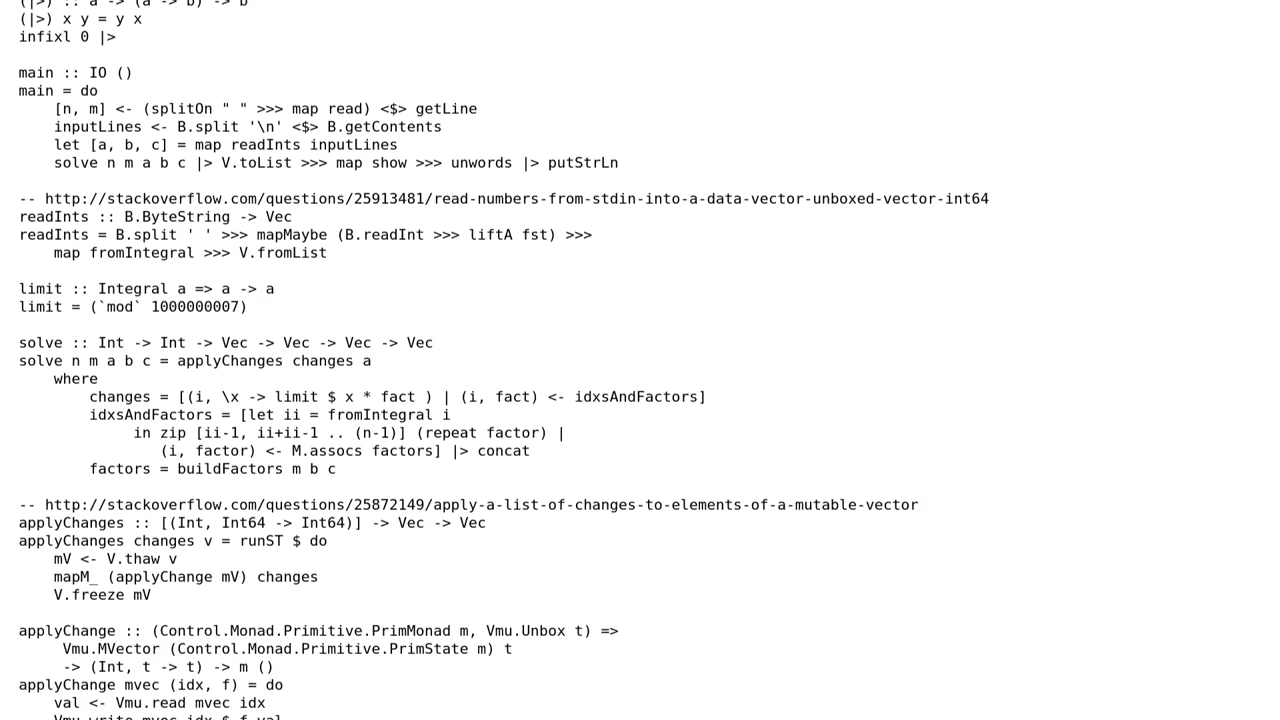 (|>) :: a -> (a -> b) -> b
(|>) x y = y x
infixl 0 |>

main :: IO ()
main = do
    [n, m] <- (splitOn " " >>> map read) <$> getLine
    inputLines <- B.split '\n' <$> B.getContents
    let [a, b, c] = map readInts inputLines
    solve n m a b c |> V.toList >>> map show >>> unwords |> putStrLn

-- http://stackoverflow.com/questions/25913481/read-numbers-from-stdin-into-a-data-vector-unboxed-vector-int64
readInts :: B.ByteString -> Vec
readInts = B.split ' ' >>> mapMaybe (B.readInt >>> liftA fst) >>>
    map fromIntegral >>> V.fromList

limit :: Integral a => a -> a
limit = (`mod` 1000000007)

solve :: Int -> Int -> Vec -> Vec -> Vec -> Vec
solve n m a b c = applyChanges changes a
    where
        changes = [(i, \x -> limit $ x * fact ) | (i, fact) <- idxsAndFactors]
        idxsAndFactors = [let ii = fromIntegral i
             in zip [ii-1, ii+ii-1 .. (n-1)] (repeat factor) |
                (i, factor) <- M.assocs factors] |> concat
        factors = buildFactors m b c

-- http://stackoverflow.com/questions/25872149/apply-a-list-of-changes-to-elements-of-a-mutable-vector
applyChanges :: [(Int, Int64 -> Int64)] -> Vec -> Vec
applyChanges changes v = runST $ do
    mV <- V.thaw v
    mapM_ (applyChange mV) changes
    V.freeze mV

applyChange :: (Control.Monad.Primitive.PrimMonad m, Vmu.Unbox t) =>
     Vmu.MVector (Control.Monad.Primitive.PrimState m) t
     -> (Int, t -> t) -> m ()
applyChange mvec (idx, f) = do
    val <- Vmu.read mvec idx
    Vmu.write mvec idx $ f val